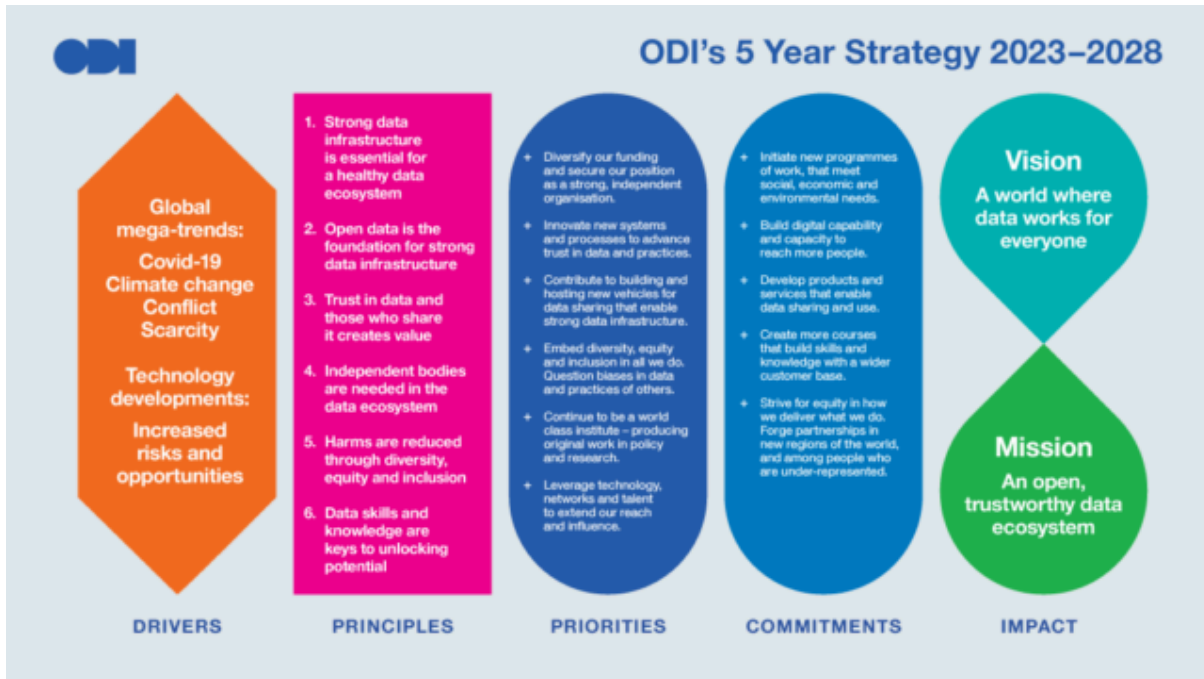 ODI
ODI's 5 Year Strategy 2023–2028
Global
mega-trends:
Covid-19
Climate change
Conflict
Scarcity
Technology
developments:
Increased
risks and
opportunities
DRIVERS
1. Strong data
infrastructure
is essential for
a healthy data
ecosystem
2. Open data is the
foundation for strong
data infrastructure
3. Trust in data and
those who share
it creates value
4. Independent bodies
are needed in the
data ecosystem
5. Harms are reduced
through diversity,
equity and inclusion
6. Data skills and
knowledge are
keys to unlocking
potential
PRINCIPLES
+ Diversify our funding
and secure our position
as a strong, independent
organisation.
+ Innovate new systems
and processes to advance
trust in data and practices.
+ Contribute to building and
hosting new vehicles for
data sharing that enable
strong data infrastructure.
+ Embed diversity, equity
and inclusion in all we do.
Question biases in data
and practices of others.
+ Continue to be a world
class institute – producing
original work in policy
and research.
+ Leverage technology,
networks and talent
to extend our reach
and influence.
PRIORITIES
+ Initiate new programmes
of work, that meet
social, economic and
environmental needs.
+ Build digital capability
and capacity to
reach more people.
+ Develop products and
services that enable
data sharing and use.
+ Create more courses
that build skills and
knowledge with a wider
customer base.
+ Strive for equity in how
we deliver what we do.
Forge partnerships in
new regions of the world,
and among people who
are under-represented.
COMMITMENTS
Vision
A world where
data works for
everyone
Mission
An open,
trustworthy data
ecosystem
IMPACT